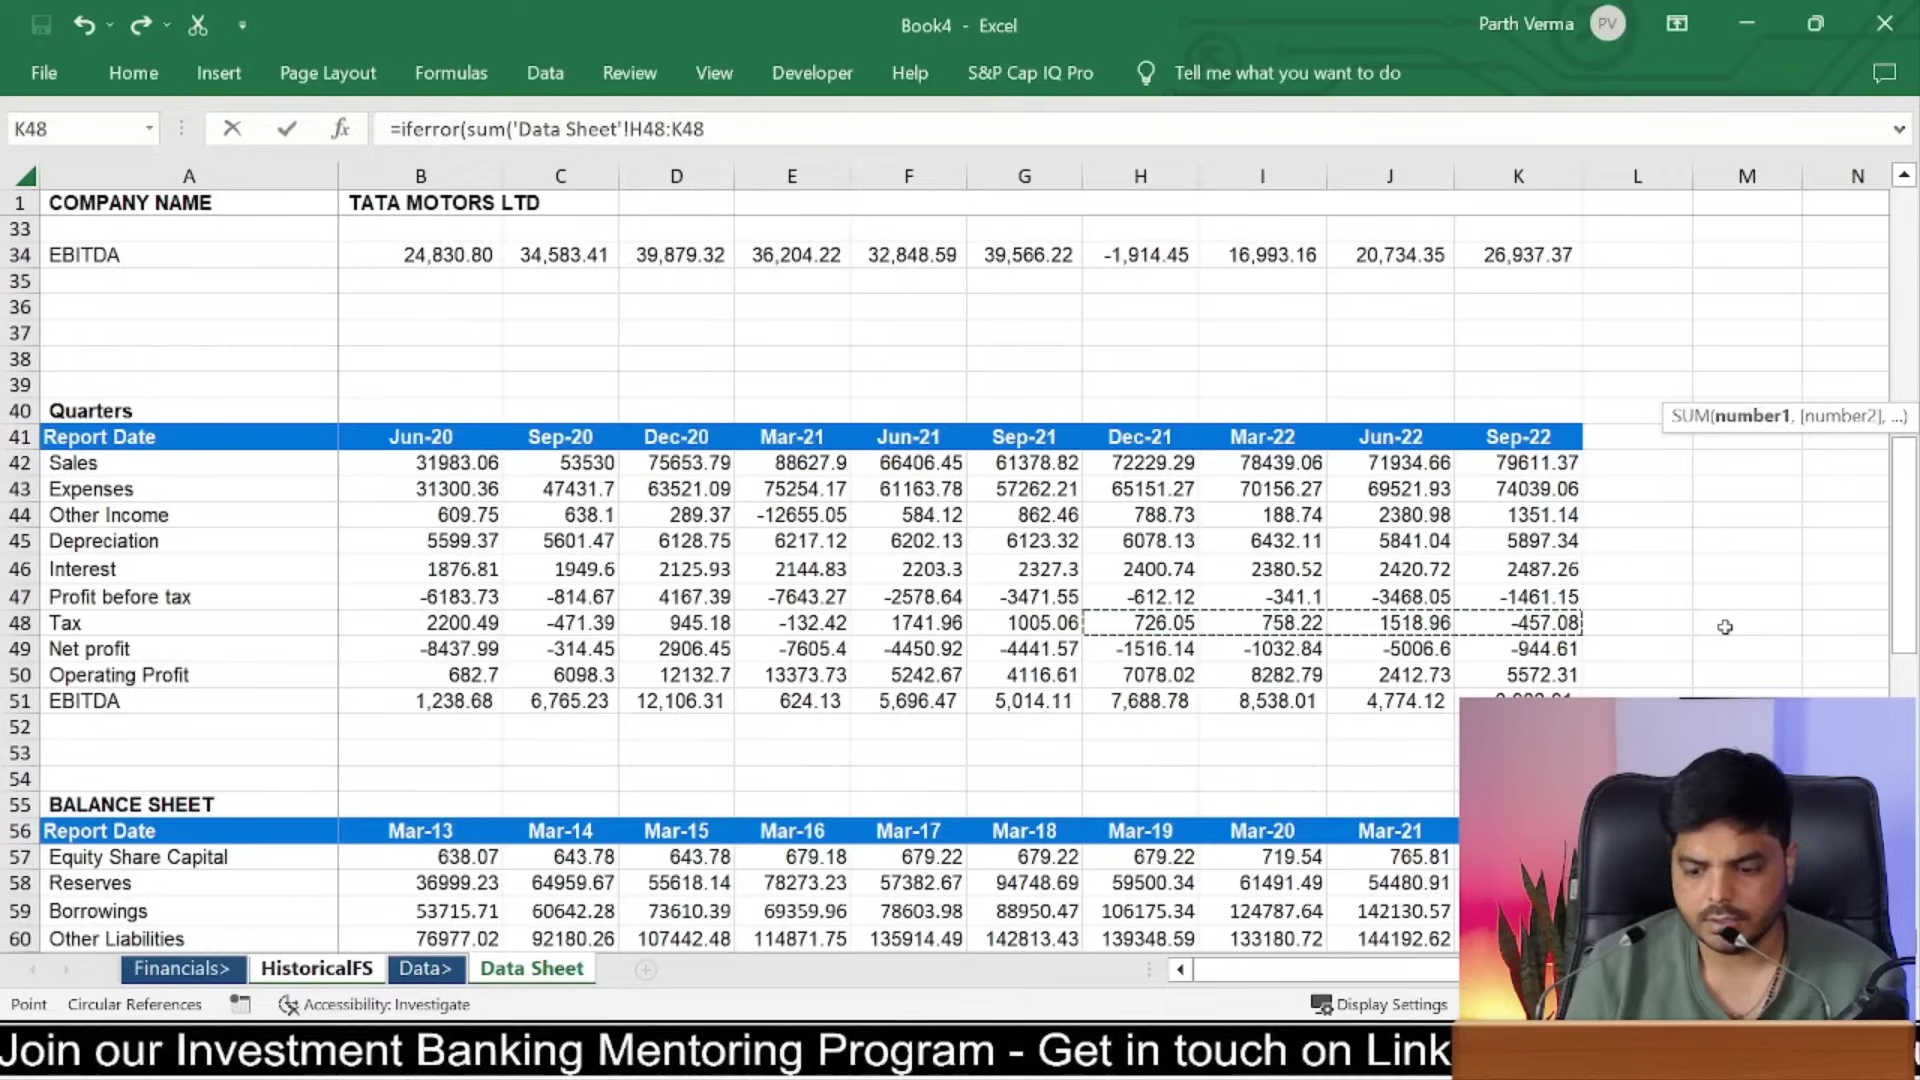 Book4 - Excel
Parth Verma PV
File Home Insert Page Layout Formulas Data Review View Developer Help S&P Cap IQ Pro Tell me what you want to do
K48 fx =iferror(sum('Data Sheet'!H48:K48
A B C D E F G H I J K L M N
1 COMPANY NAME TATA MOTORS LTD
33
34 EBITDA 24,830.80 34,583.41 39,879.32 36,204.22 32,848.59 39,566.22 -1,914.45 16,993.16 20,734.35 26,937.37
35
36
37
38
39
40 Quarters
SUM(number1, [number2], ...)
41 Report Date Jun-20 Sep-20 Dec-20 Mar-21 Jun-21 Sep-21 Dec-21 Mar-22 Jun-22 Sep-22
42 Sales 31983.06 53530 75653.79 88627.9 66406.45 61378.82 72229.29 78439.06 71934.66 79611.37
43 Expenses 31300.36 47431.7 63521.09 75254.17 61163.78 57262.21 65151.27 70156.27 69521.93 74039.06
44 Other Income 609.75 638.1 289.37 -12655.05 584.12 862.46 788.73 188.74 2380.98 1351.14
45 Depreciation 5599.37 5601.47 6128.75 6217.12 6202.13 6123.32 6078.13 6432.11 5841.04 5897.34
46 Interest 1876.81 1949.6 2125.93 2144.83 2203.3 2327.3 2400.74 2380.52 2420.72 2487.26
47 Profit before tax -6183.73 -814.67 4167.39 -7643.27 -2578.64 -3471.55 -612.12 -341.1 -3468.05 -1461.15
48 Tax 2200.49 -471.39 945.18 -132.42 1741.96 1005.06 726.05 758.22 1518.96 -457.08
49 Net profit -8437.99 -314.45 2906.45 -7605.4 -4450.92 -4441.57 -1516.14 -1032.84 -5006.6 -944.61
50 Operating Profit 682.7 6098.3 12132.7 13373.73 5242.67 4116.61 7078.02 8282.79 2412.73 5572.31
51 EBITDA 1,238.68 6,765.23 12,106.31 624.13 5,696.47 5,014.11 7,688.78 8,538.01 4,774.12
52
53
54
55 BALANCE SHEET
56 Report Date Mar-13 Mar-14 Mar-15 Mar-16 Mar-17 Mar-18 Mar-19 Mar-20 Mar-21
57 Equity Share Capital 638.07 643.78 643.78 679.18 679.22 679.22 679.22 719.54 765.81
58 Reserves 36999.23 64959.67 55618.14 78273.23 57382.67 94748.69 59500.34 61491.49 54480.91
59 Borrowings 53715.71 60642.28 73610.39 69359.96 78603.98 88950.47 106175.34 124787.64 142130.57
60 Other Liabilities 76977.02 92180.26 107442.48 114871.75 135914.49 142813.43 139348.59 133180.72 144192.62
Financials> HistoricalFS Data> Data Sheet
Point Circular References Accessibility: Investigate Display Settings
Join our Investment Banking Mentoring Program - Get in touch on Link